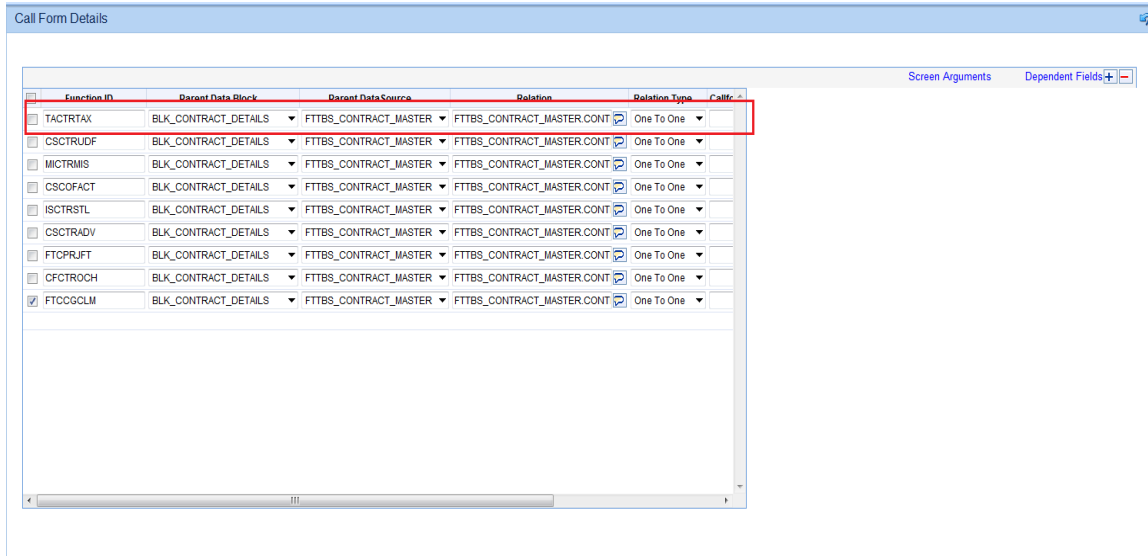 Call Form Details
Screen Arguments Dependent Fields
Function ID Parent Data Block Parent DataSource Relation Relation Type Callfo
TACTRTAX BLK_CONTRACT_DETAILS FTTBS_CONTRACT_MASTER FTTBS_CONTRACT_MASTER.CONT One To One
CSCTRUDF BLK_CONTRACT_DETAILS FTTBS_CONTRACT_MASTER FTTBS_CONTRACT_MASTER.CONT One To One
MICTRMIS BLK_CONTRACT_DETAILS FTTBS_CONTRACT_MASTER FTTBS_CONTRACT_MASTER.CONT One To One
CSCOFACT BLK_CONTRACT_DETAILS FTTBS_CONTRACT_MASTER FTTBS_CONTRACT_MASTER.CONT One To One
ISCTRSTL BLK_CONTRACT_DETAILS FTTBS_CONTRACT_MASTER FTTBS_CONTRACT_MASTER.CONT One To One
CSCTRADV BLK_CONTRACT_DETAILS FTTBS_CONTRACT_MASTER FTTBS_CONTRACT_MASTER.CONT One To One
FTCPRJFT BLK_CONTRACT_DETAILS FTTBS_CONTRACT_MASTER FTTBS_CONTRACT_MASTER.CONT One To One
CFCTROCH BLK_CONTRACT_DETAILS FTTBS_CONTRACT_MASTER FTTBS_CONTRACT_MASTER.CONT One To One
FTCCGCLM BLK_CONTRACT_DETAILS FTTBS_CONTRACT_MASTER FTTBS_CONTRACT_MASTER.CONT One To One